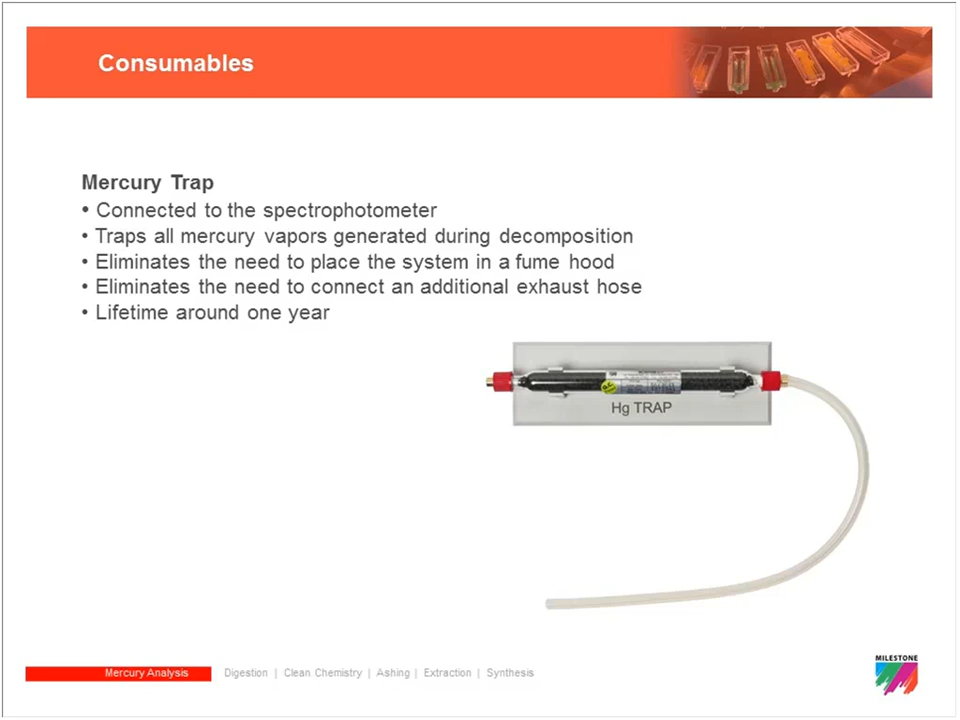 Consumables
Mercury Trap
• Connected to the spectrophotometer
• Traps all mercury vapors generated during decomposition
• Eliminates the need to place the system in a fume hood
• Eliminates the need to connect an additional exhaust hose
• Lifetime around one year
Hg TRAP
Mercury Analysis Digestion | Clean Chemistry | Ashing | Extraction | Synthesis
MILESTONE